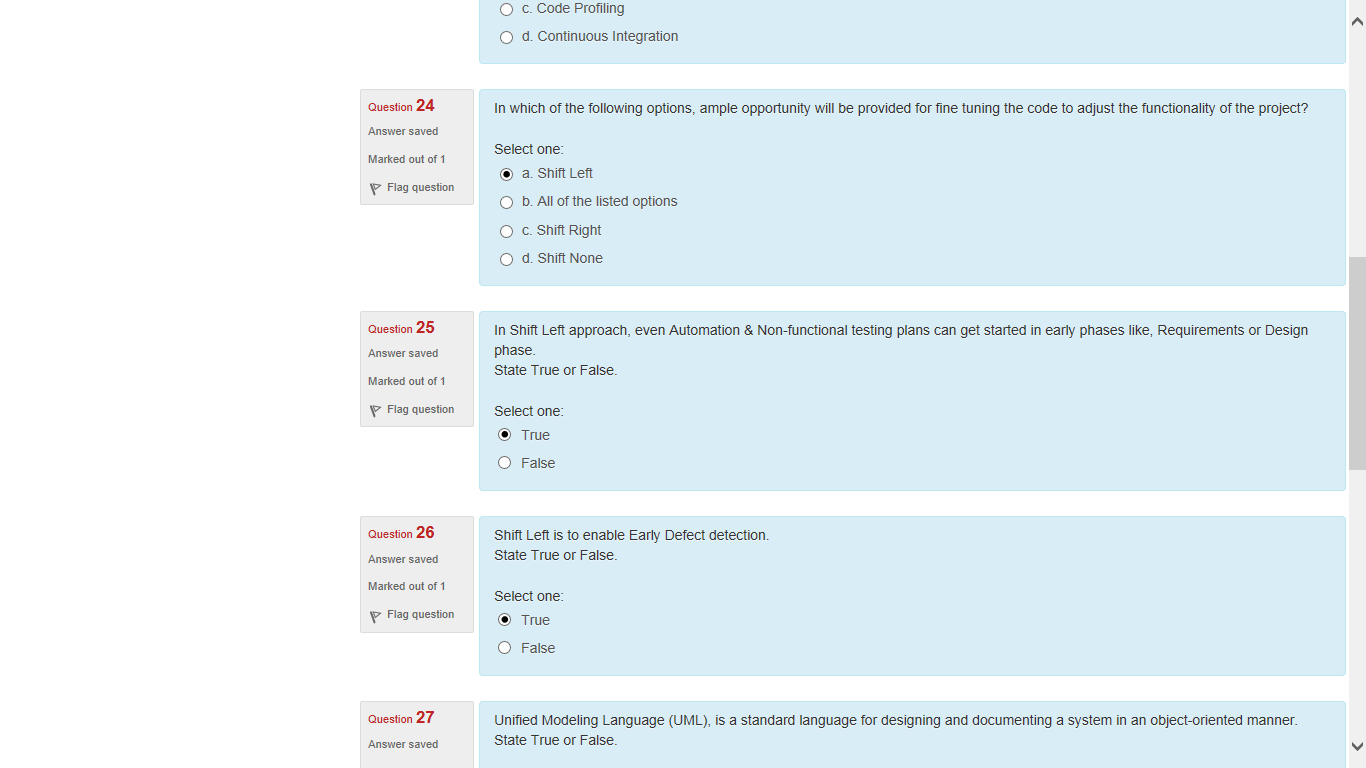 c. Code Profiling
d. Continuous Integration
Question 24
Answer saved
Marked out of 1
Flag question
In which of the following options, ample opportunity will be provided for fine tuning the code to adjust the functionality of the project?
Select one:
a. Shift Left
b. All of the listed options
c. Shift Right
d. Shift None
Question 25
Answer saved
Marked out of 1
Flag question
In Shift Left approach, even Automation & Non-functional testing plans can get started in early phases like, Requirements or Design
phase.
State True or False.
Select one:
True
False
Question 26
Answer saved
Marked out of 1
Flag question
Shift Left is to enable Early Defect detection.
State True or False.
Select one:
True
False
Question 27
Answer saved
Unified Modeling Language (UML), is a standard language for designing and documenting a system in an object-oriented manner.
State True or False.